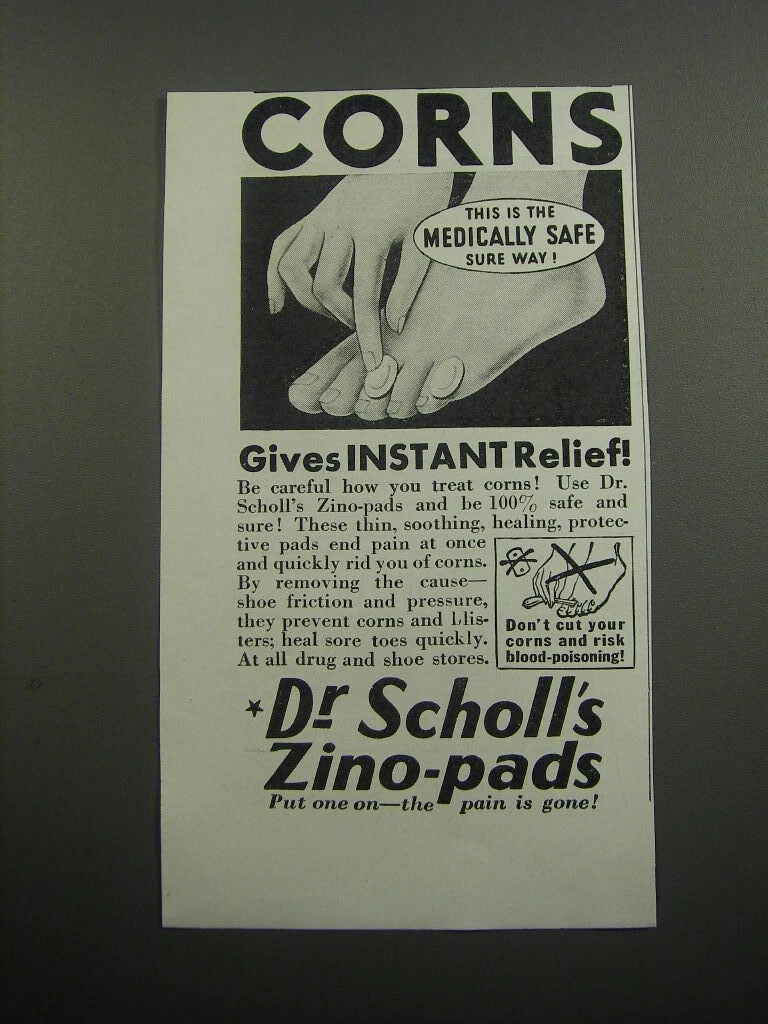 CORNS
THIS IS THE
MEDICALLY SAFE
SURE WAY!
Gives INSTANT Relief!
Be careful how you treat corns! Use Dr.
Scholl's Zino-pads and be 100% safe and
sure! These thin, soothing, healing, protec-
tive pads end pain at once
and quickly rid you of corns.
By removing the cause—
shoe friction and pressure,
they prevent corns and blis-
ters; heal sore toes quickly.
At all drug and shoe stores.
Don't cut your
corns and risk
blood-poisoning!
Dr Scholl's
Zino-pads
Put one on—the pain is gone!